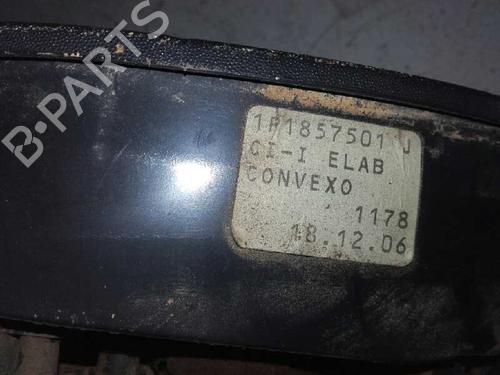 1P1857501 J
CI-I ELAB
CONVEXO
1178
18.12.06
B-PARTS